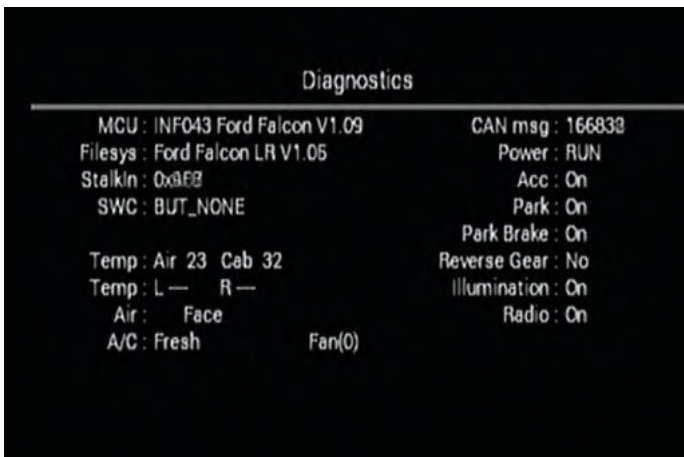 Diagnostics
MCU : INF043 Ford Falcon V1.09
Filesys : Ford Falcon LR V1.05
StalkIn :
SWC : BUT_NONE
Temp : Air 23 Cab 32
Temp : L --- R ---
Air : Face
A/C : Fresh Fan(0)
CAN msg :
Power : RUN
Acc : On
Park : On
Park Brake : On
Reverse Gear : No
Illumination : On
Radio : On